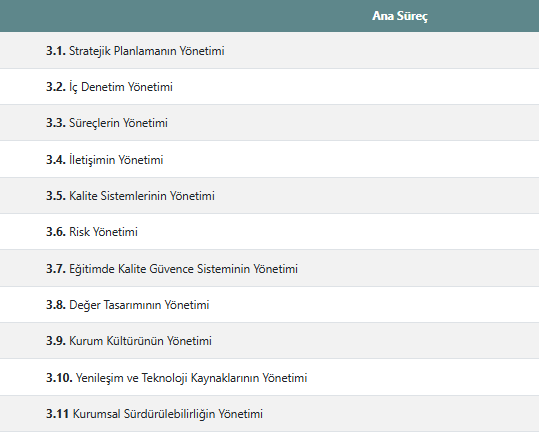 Ana Süreç
3.1. Stratejik Planlamanın Yönetimi
3.2. İç Denetim Yönetimi
3.3. Süreçlerin Yönetimi
3.4. İletişimin Yönetimi
3.5. Kalite Sistemlerinin Yönetimi
3.6. Risk Yönetimi
3.7. Eğitimde Kalite Güvence Sisteminin Yönetimi
3.8. Değer Tasarımının Yönetimi
3.9. Kurum Kültürünün Yönetimi
3.10. Yenileşim ve Teknoloji Kaynaklarının Yönetimi
3.11 Kurumsal Sürdürülebilirliğin Yönetimi